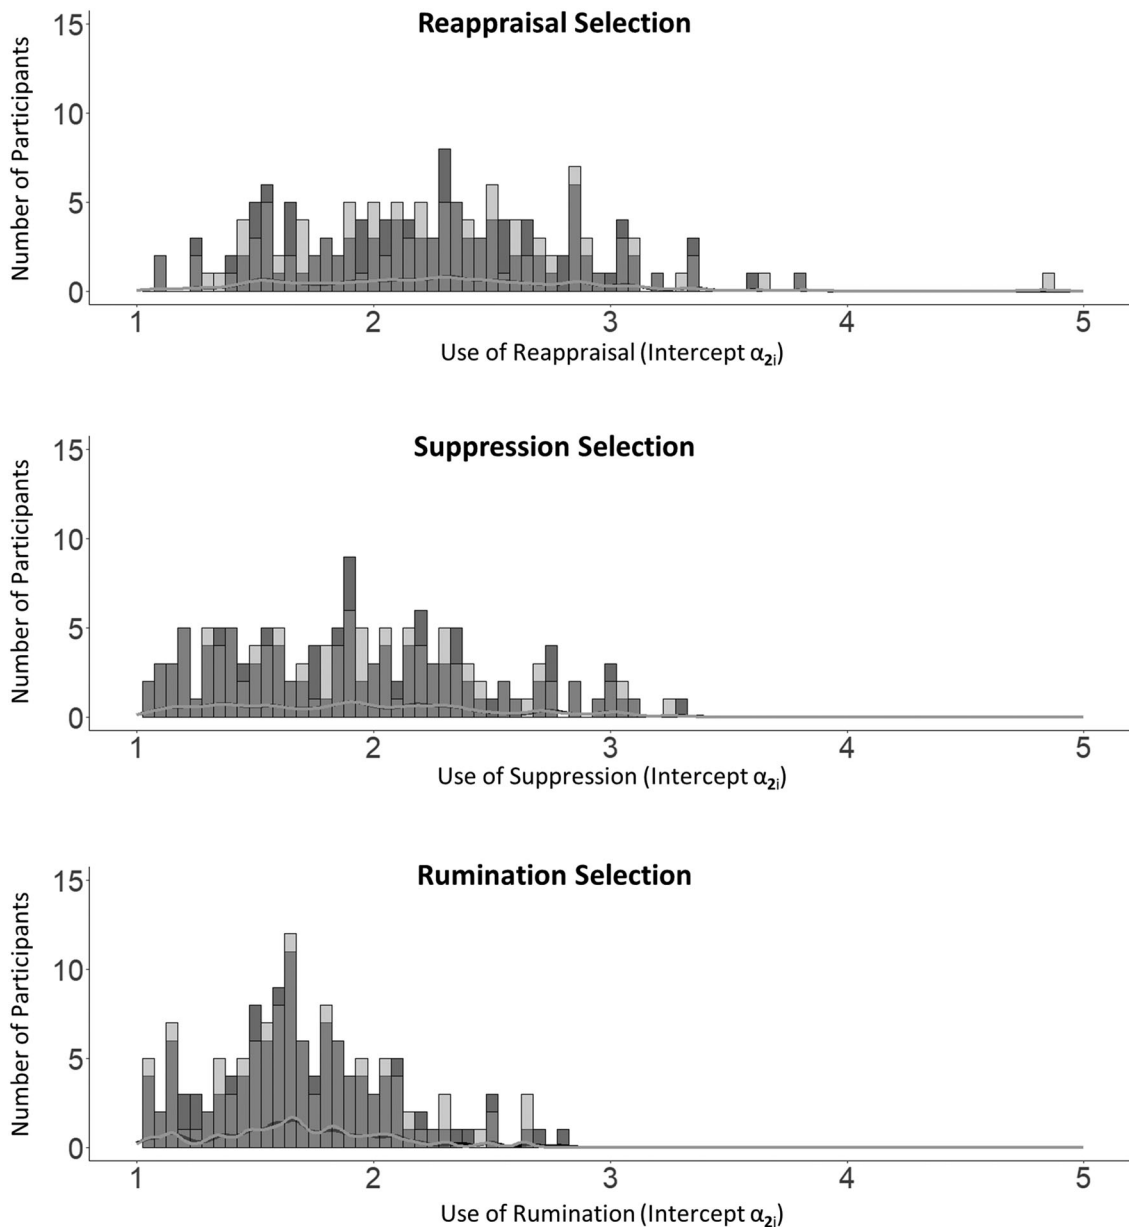 Reappraisal Selection
15
10
5
0
Number of Participants
1 2 3 4 5
Use of Reappraisal (Intercept α2i)
Suppression Selection
15
10
5
0
Number of Participants
1 2 3 4 5
Use of Suppression (Intercept α2i)
Rumination Selection
15
10
5
0
Number of Participants
1 2 3 4 5
Use of Rumination (Intercept α2i)